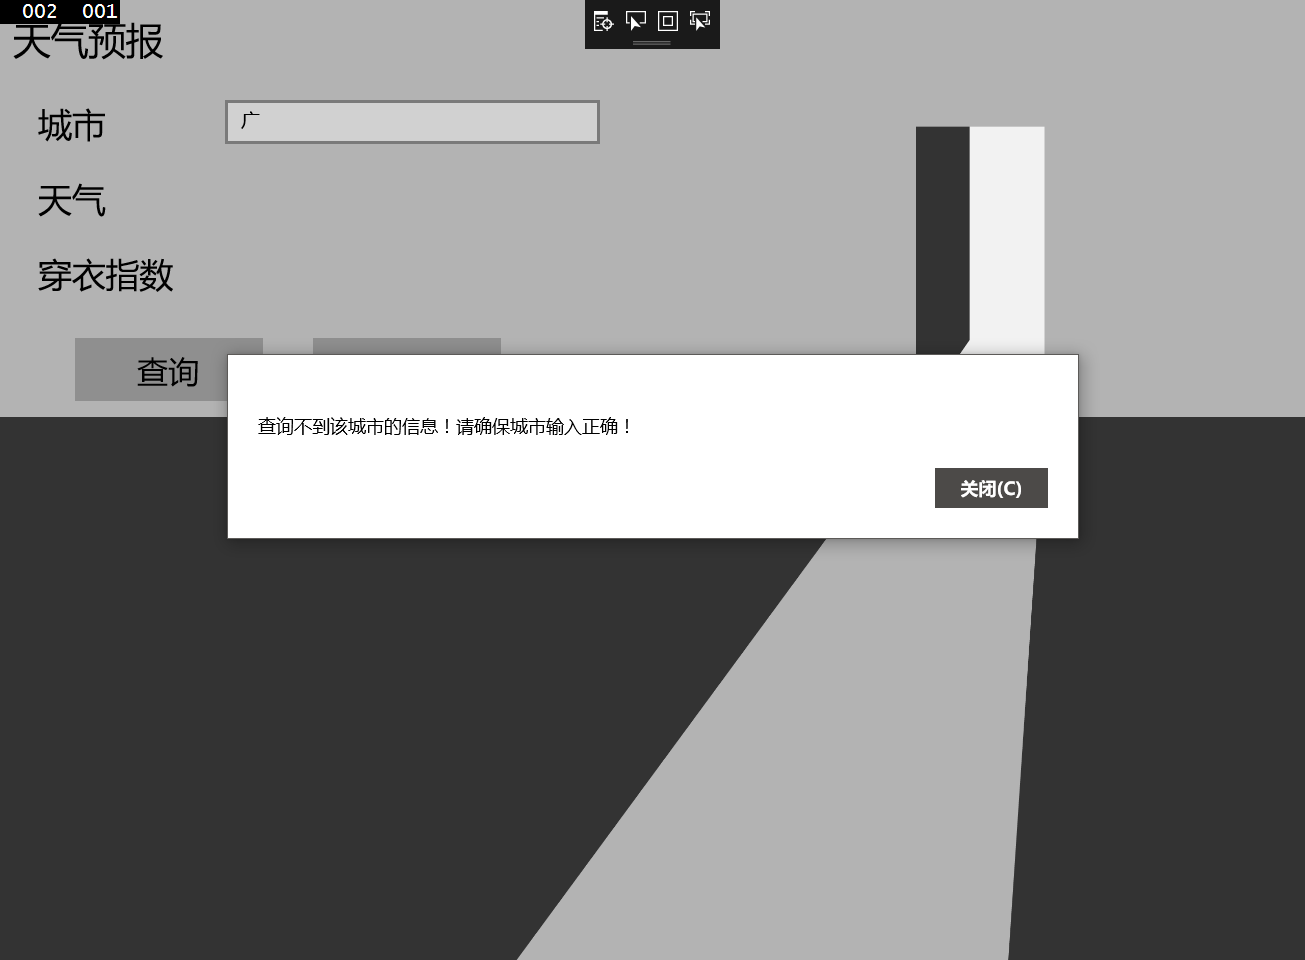 002 001
天气预报
城市 广
天气
穿衣指数
查询
查询不到该城市的信息！请确保城市输入正确！
关闭(C)